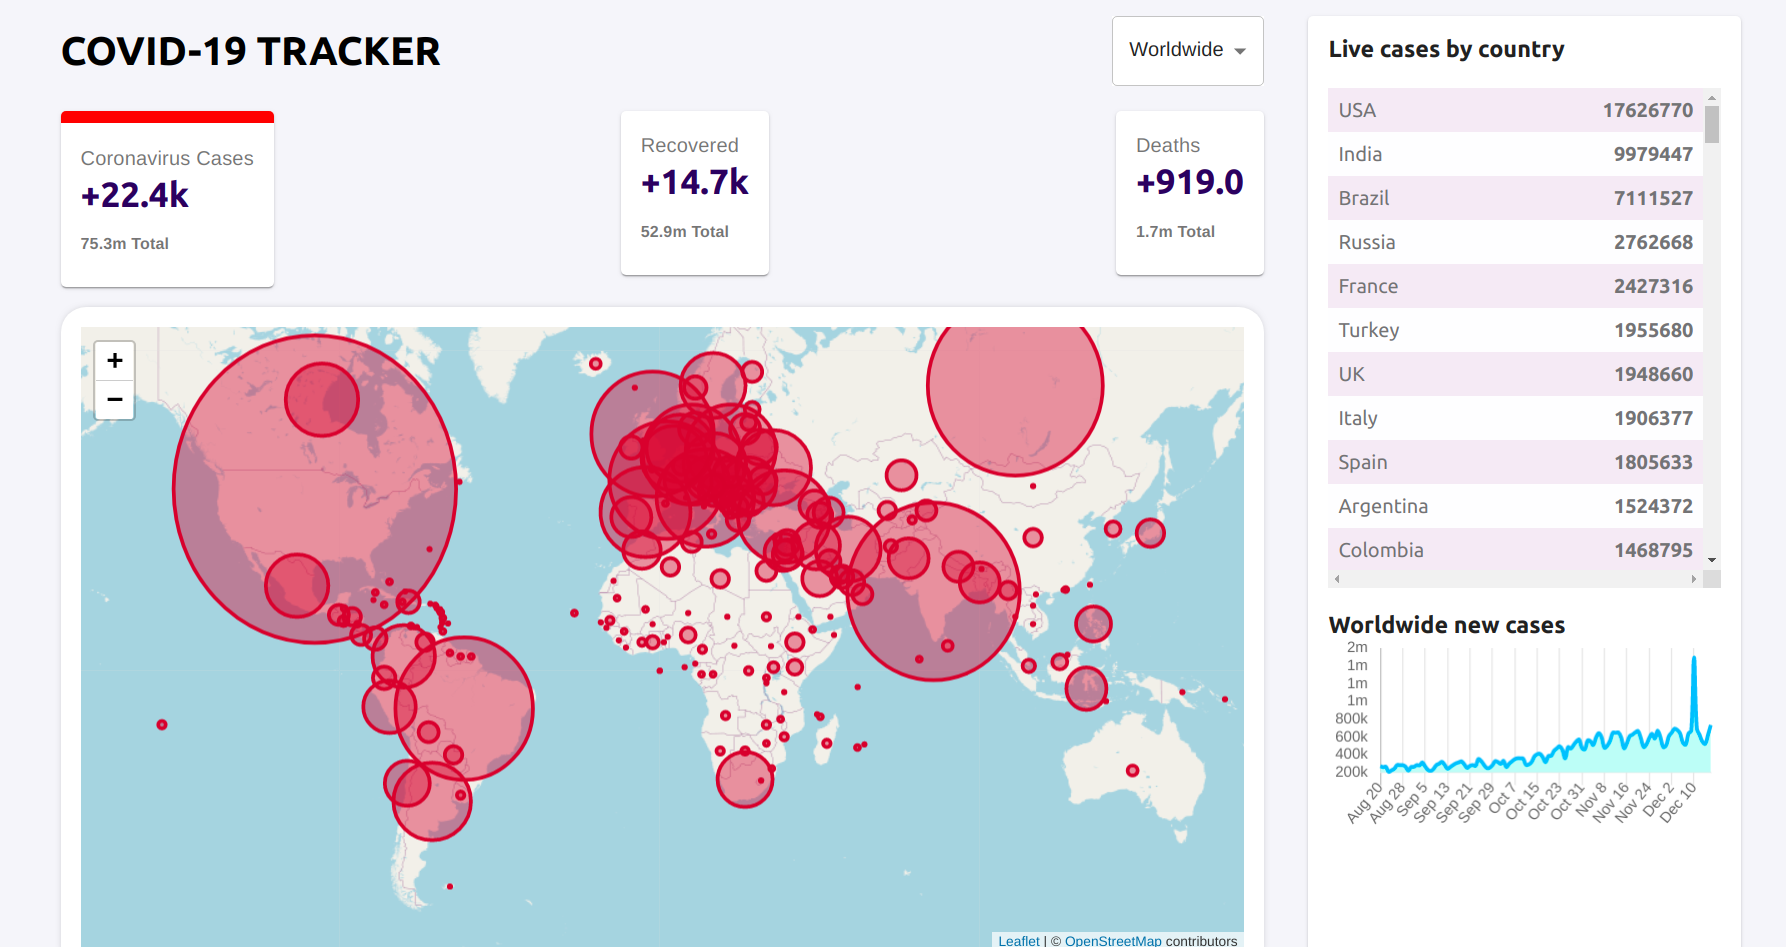 COVID-19 TRACKER
Worldwide
Coronavirus Cases
+22.4k
75.3m Total
Recovered
+14.7k
52.9m Total
Deaths
+919.0
1.7m Total
+
−
Leaflet | © OpenStreetMap contributors
Live cases by country
USA 17626770
India 9979447
Brazil 7111527
Russia 2762668
France 2427316
Turkey 1955680
UK 1948660
Italy 1906377
Spain 1805633
Argentina 1524372
Colombia 1468795
Worldwide new cases
2m
1m
1m
1m
800k
600k
400k
200k
Aug 20
Aug 28
Sep 5
Sep 13
Sep 21
Sep 29
Oct 7
Oct 15
Oct 23
Oct 31
Nov 8
Nov 16
Nov 24
Dec 2
Dec 10